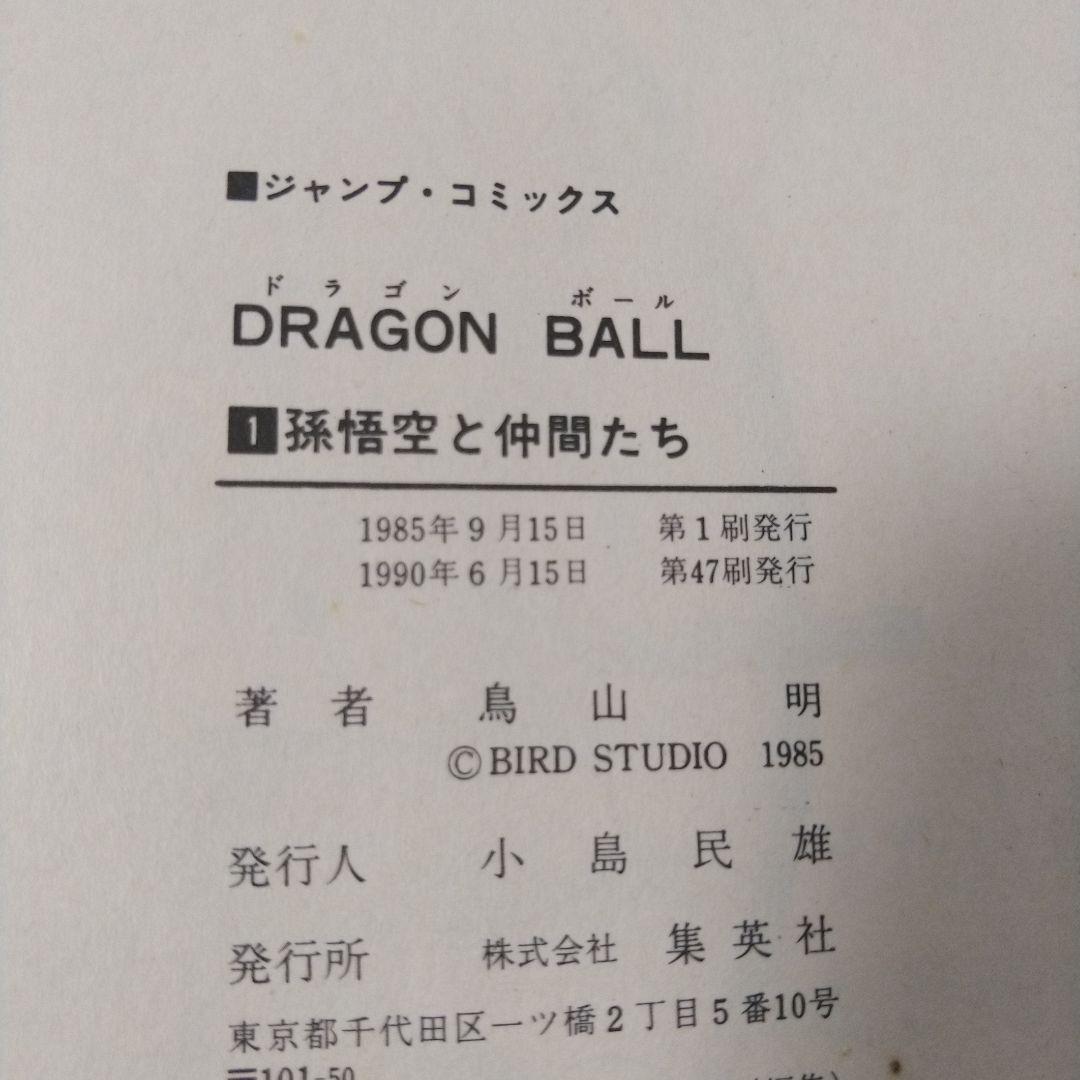 ■ジャンプ・コミックス
ドラゴン ボール
DRAGON BALL
1孫悟空と仲間たち
1985年9月15日 第1刷発行
1990年6月15日 第47刷発行
著者 鳥山明
©BIRD STUDIO 1985
発行人 小島民雄
発行所 株式会社 集英社
東京都千代田区一ツ橋2丁目5番10号
〒101-50